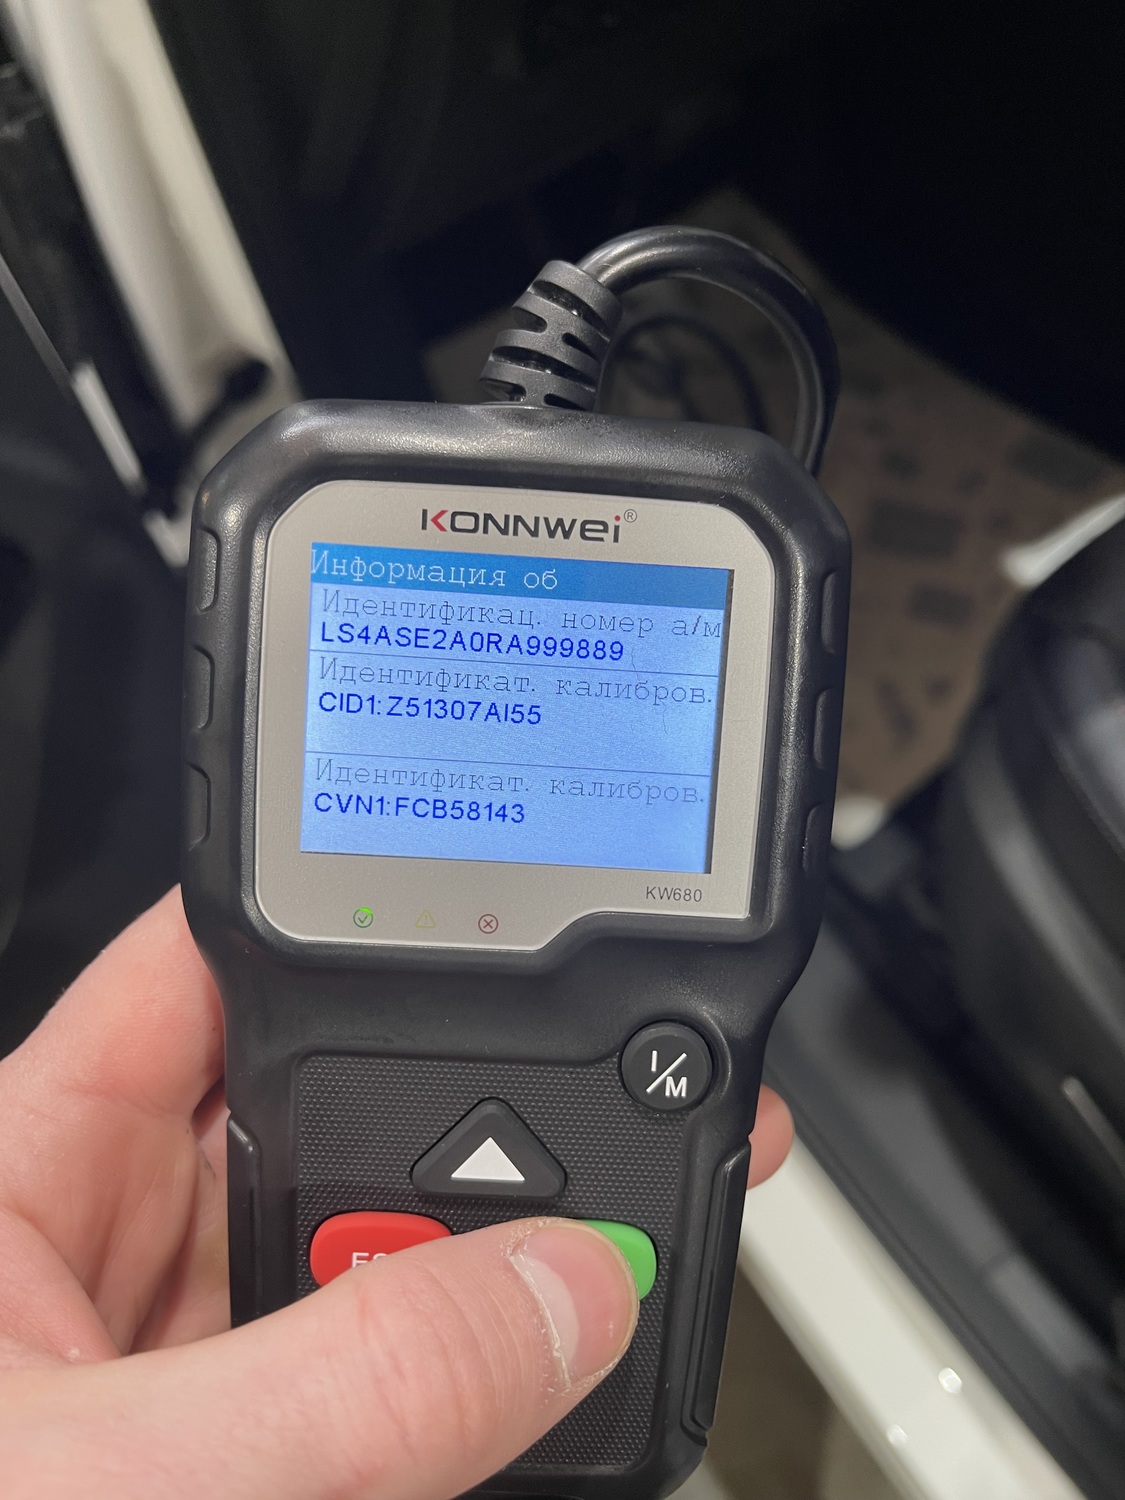 KONNWEI®
Информация об
Идентификац. номер а/м
LS4ASE2A0RA999889
Идентификат. калибров.
CID1:Z51307AI55
Идентификат. калибров.
CVN1:FCB58143
KW680
I/M